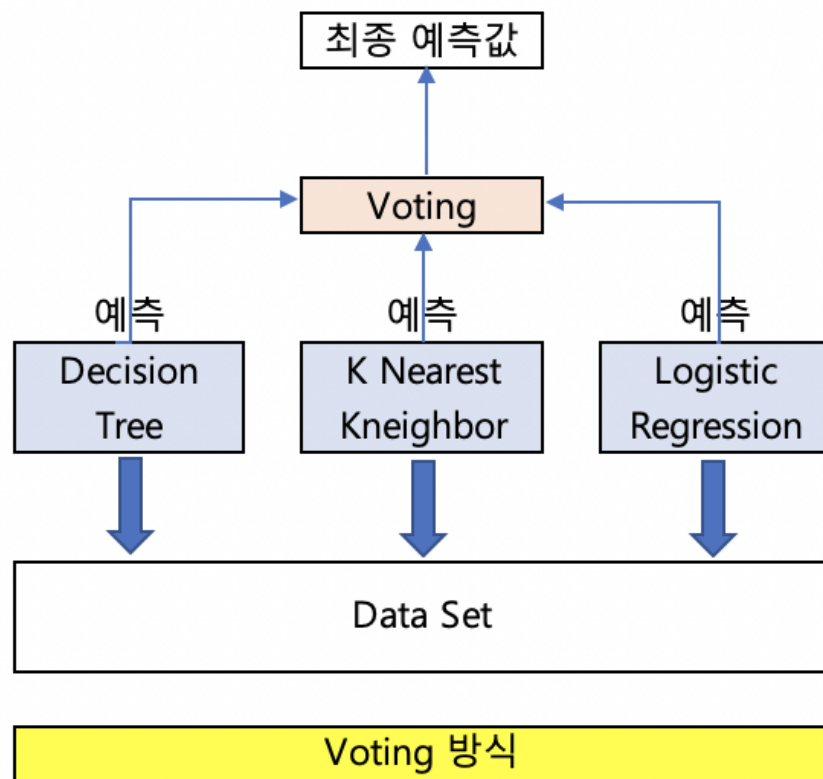 최종 예측값
Voting
예측
예측
예측
Decision
Tree
K Nearest
Kneighbor
Logistic
Regression
Data Set
Voting 방식